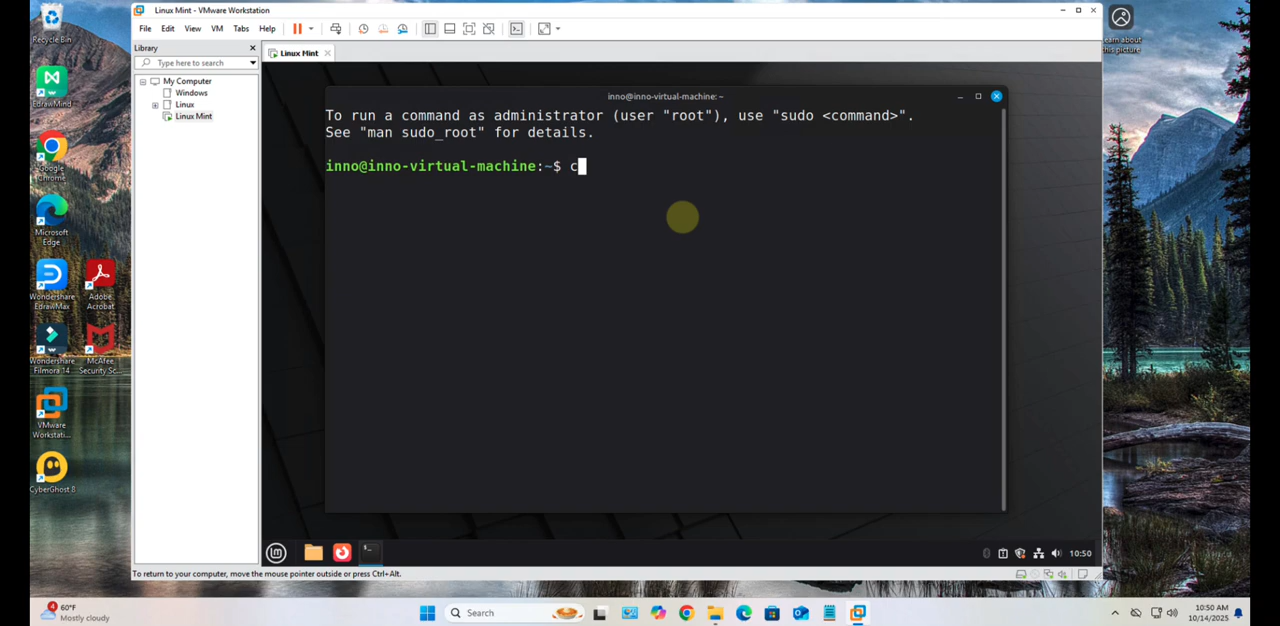 Recycle Bin
EdrawMind
Google
Chrome
Microsoft
Edge
Wondershare
EdrawMax
Adobe
Acrobat
Wondershare
Filmora 14
McAfee
Security Sc...
VMware
Workstati...
CyberGhost 8
Linux Mint - VMware Workstation
File Edit View VM Tabs Help
Library
Type here to search
My Computer
Windows
Linux
Linux Mint
Linux Mint
inno@inno-virtual-machine: ~
To run a command as administrator (user "root"), use "sudo <command>".
See "man sudo_root" for details.
inno@inno-virtual-machine:~$ c
10:50
To return to your computer, move the mouse pointer outside or press Ctrl+Alt.
about
this picture
4
60°F
Mostly cloudy
Search
10:50 AM
10/14/2025